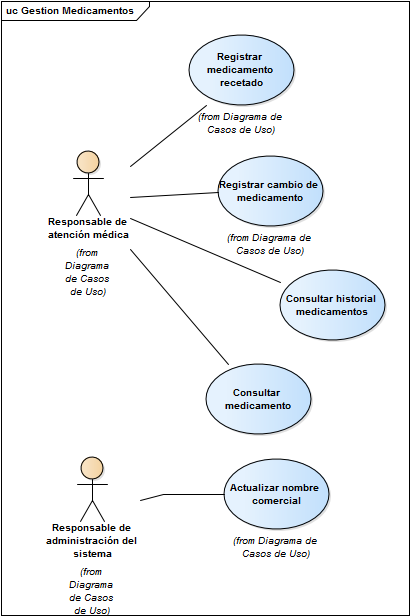 uc Gestion Medicamentos
Registrar
medicamento
recetado
(from Diagrama de
Casos de Uso)
Responsable de
atención médica
(from
Diagrama
de Casos
de Uso)
Registrar cambio de
medicamento
(from Diagrama de
Casos de Uso)
Consultar historial
medicamentos
Consultar
medicamento
Responsable de
administración del
sistema
(from
Diagrama
de Casos
de Uso)
Actualizar nombre
comercial
(from Diagrama de
Casos de Uso)